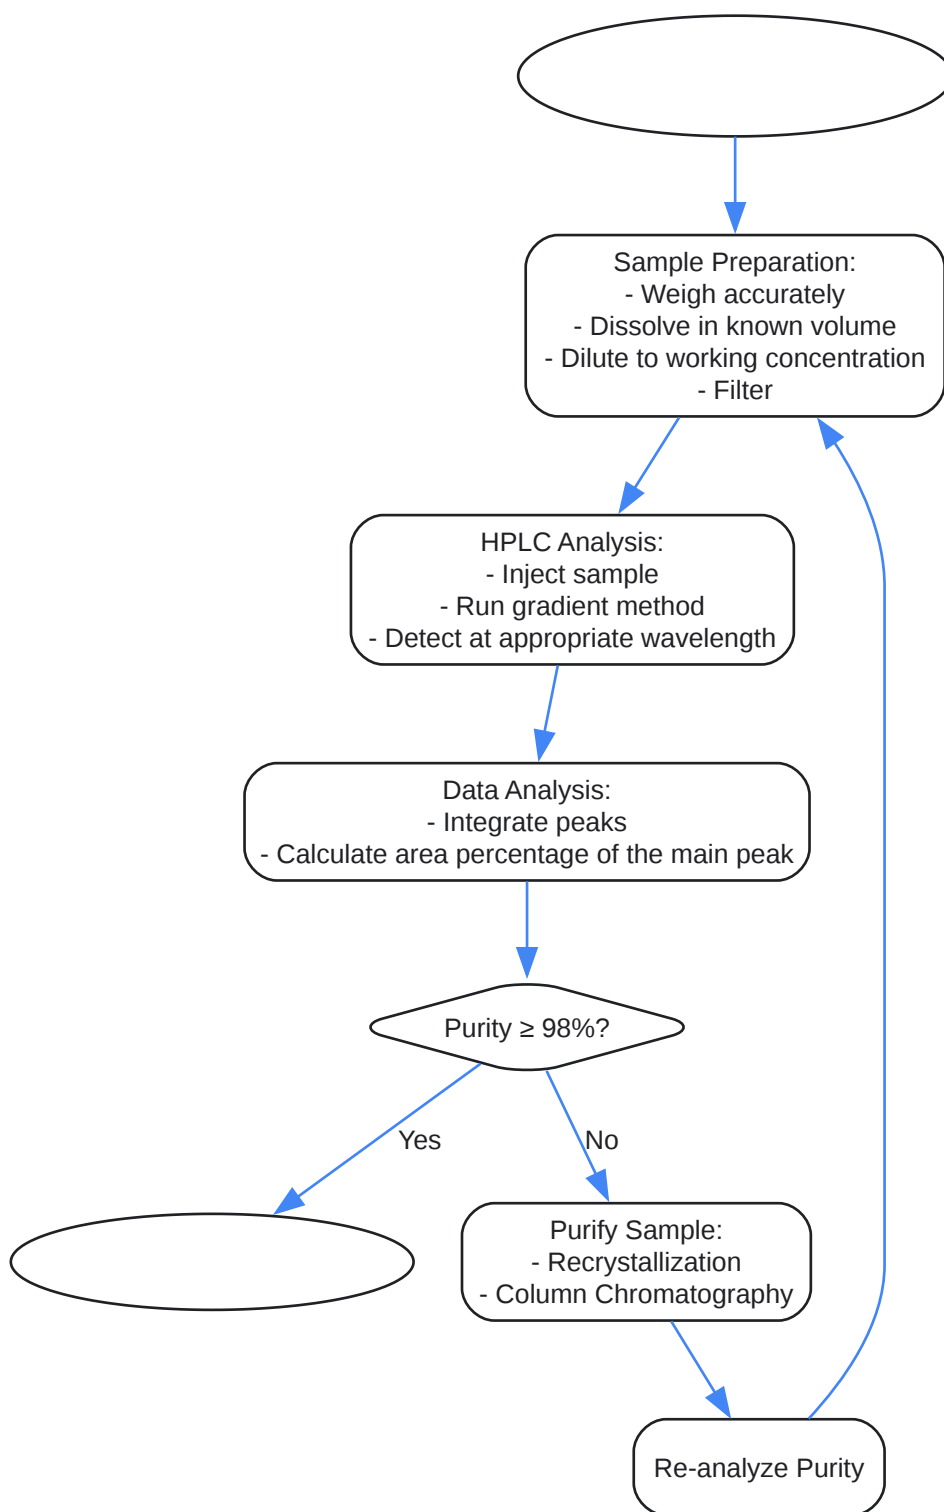 Sample Preparation:
- Weigh accurately
- Dissolve in known volume
- Dilute to working concentration
- Filter
HPLC Analysis:
- Inject sample
- Run gradient method
- Detect at appropriate wavelength
Data Analysis:
- Integrate peaks
- Calculate area percentage of the main peak
Purity ≥ 98%?
Yes
No
Purify Sample:
- Recrystallization
- Column Chromatography
Re-analyze Purity